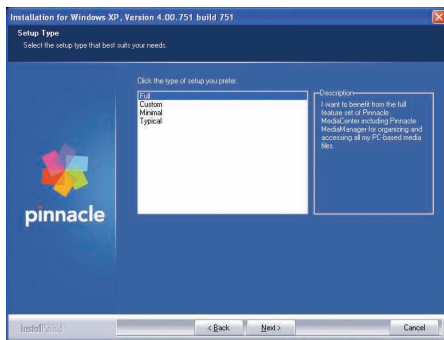 Installation for Windows XP, Version 4.00.751 build 751
Setup Type
Select the setup type that best suits your needs.
Click the type of setup you prefer.
Full
Custom
Minimal
Typical
Description
I want to benefit from the full
feature set of Pinnacle
MediaCenter including Pinnacle
MediaManager for organizing and
accessing all my PC-based media
files.
pinnacle
InstallShield
< Back
Next >
Cancel